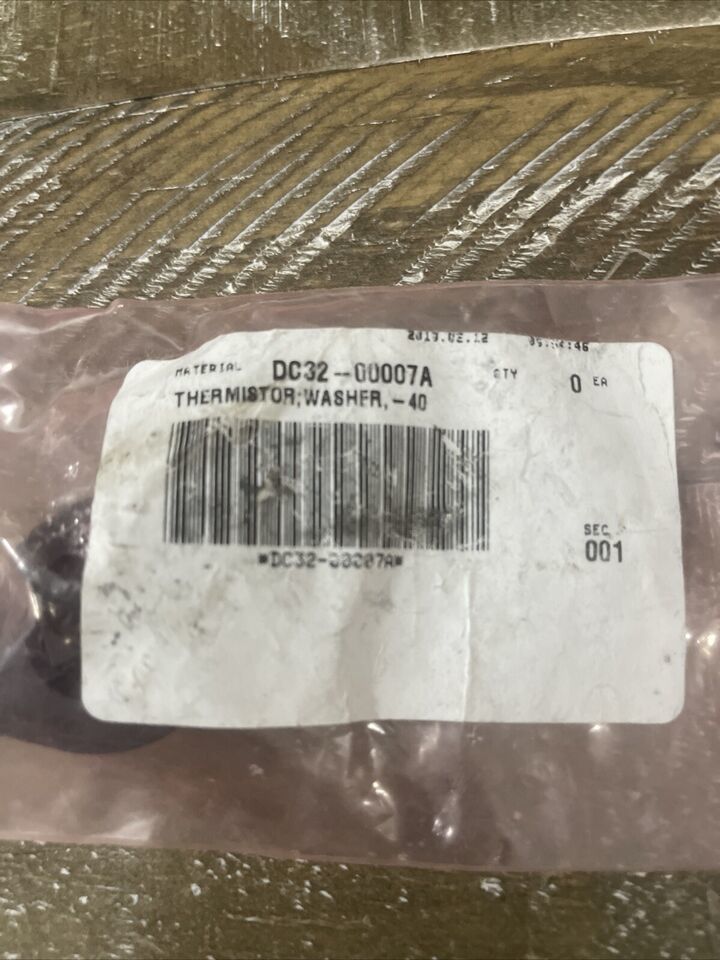 2019.02.12
MATERIAL DC32-00007A QTY 0 EA
THERMISTOR;WASHER,-40
SEC
001
*DC32-00007A*